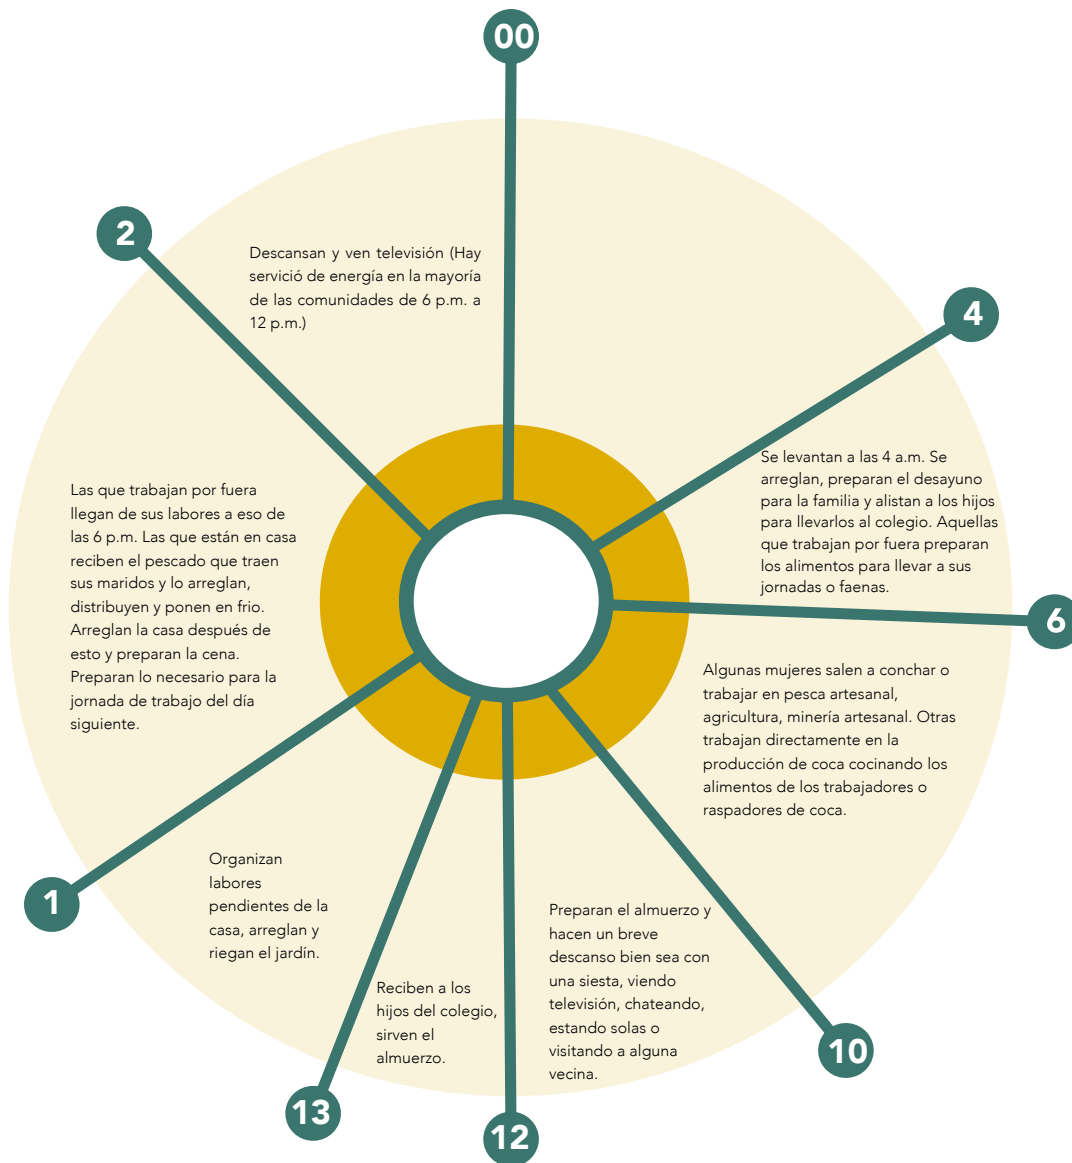 00
2
Descansan y ven televisión (Hay
servició de energía en la mayoría
de las comunidades de 6 p.m. a
12 p.m.)
4
Se levantan a las 4 a.m. Se
arreglan, preparan el desayuno
para la familia y alistan a los hijos
para llevarlos al colegio. Aquellas
que trabajan por fuera preparan
los alimentos para llevar a sus
jornadas o faenas.
6
Las que trabajan por fuera
llegan de sus labores a eso de
las 6 p.m. Las que están en casa
reciben el pescado que traen
sus maridos y lo arreglan,
distribuyen y ponen en frio.
Arreglan la casa después de
esto y preparan la cena.
Preparan lo necesario para la
jornada de trabajo del día
siguiente.
Algunas mujeres salen a conchar o
trabajar en pesca artesanal,
agricultura, minería artesanal. Otras
trabajan directamente en la
producción de coca cocinando los
alimentos de los trabajadores o
raspadores de coca.
1
Organizan
labores
pendientes de la
casa, arreglan y
riegan el jardín.
Reciben a los
hijos del colegio,
sirven el
almuerzo.
Preparan el almuerzo y
hacen un breve
descanso bien sea con
una siesta, viendo
televisión, chateando,
estando solas o
visitando a alguna
vecina.
10
13
12